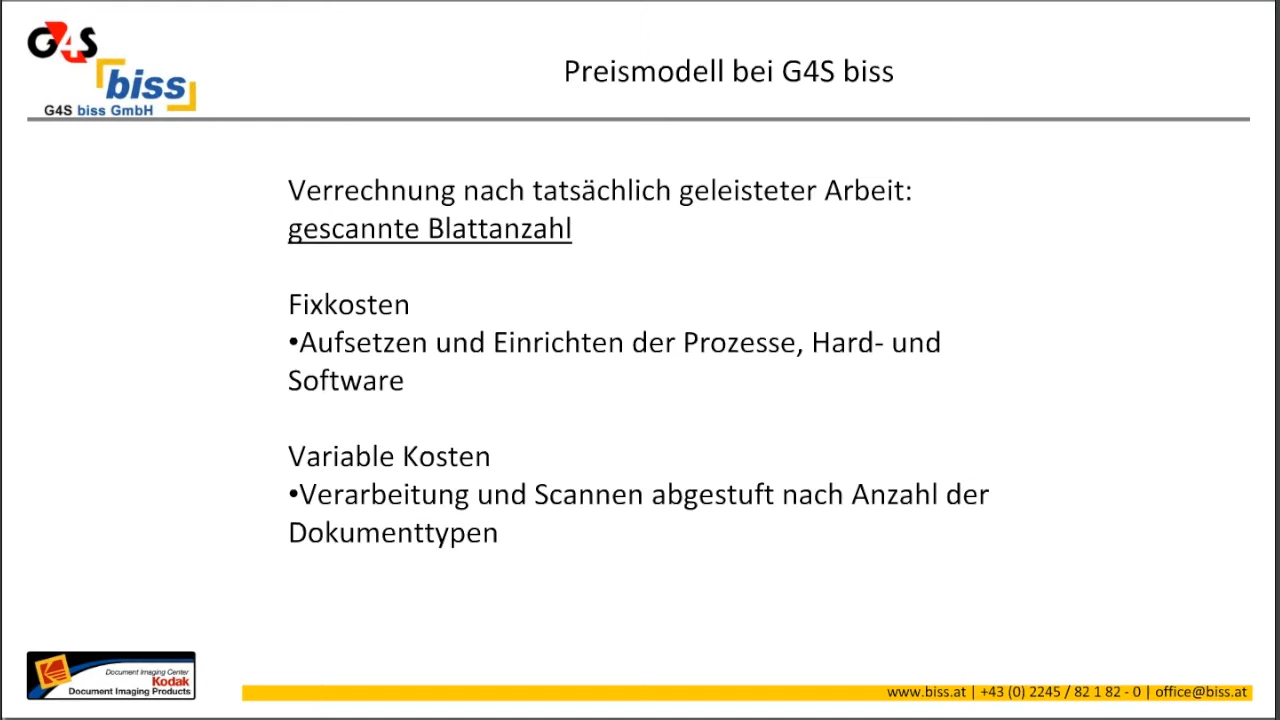 G4S
biss
G4S biss GmbH
Preismodell bei G4S biss
Verrechnung nach tatsächlich geleisteter Arbeit:
gescannte Blattanzahl
Fixkosten
•Aufsetzen und Einrichten der Prozesse, Hard- und
Software
Variable Kosten
•Verarbeitung und Scannen abgestuft nach Anzahl der
Dokumenttypen
Document Imaging Center
Kodak
Document Imaging Products
www.biss.at | +43 (0) 2245 / 82 1 82 - 0 | office@biss.at